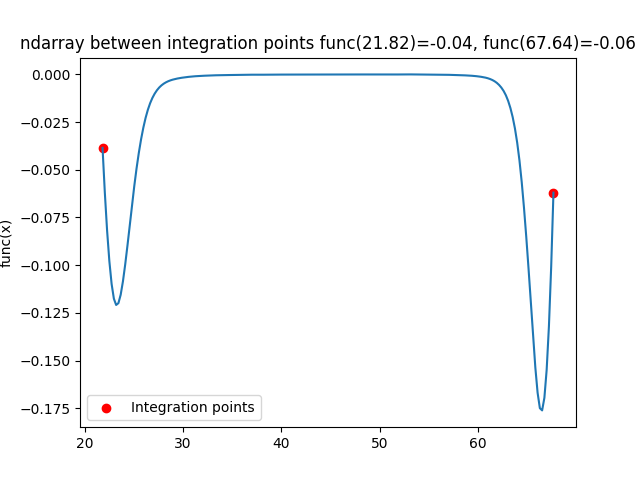 ndarray between integration points func(21.82)=-0.04, func(67.64)=-0.06
0.000
−0.025
−0.050
−0.075
−0.100
−0.125
−0.150
−0.175
func(x)
Integration points
20 30 40 50 60